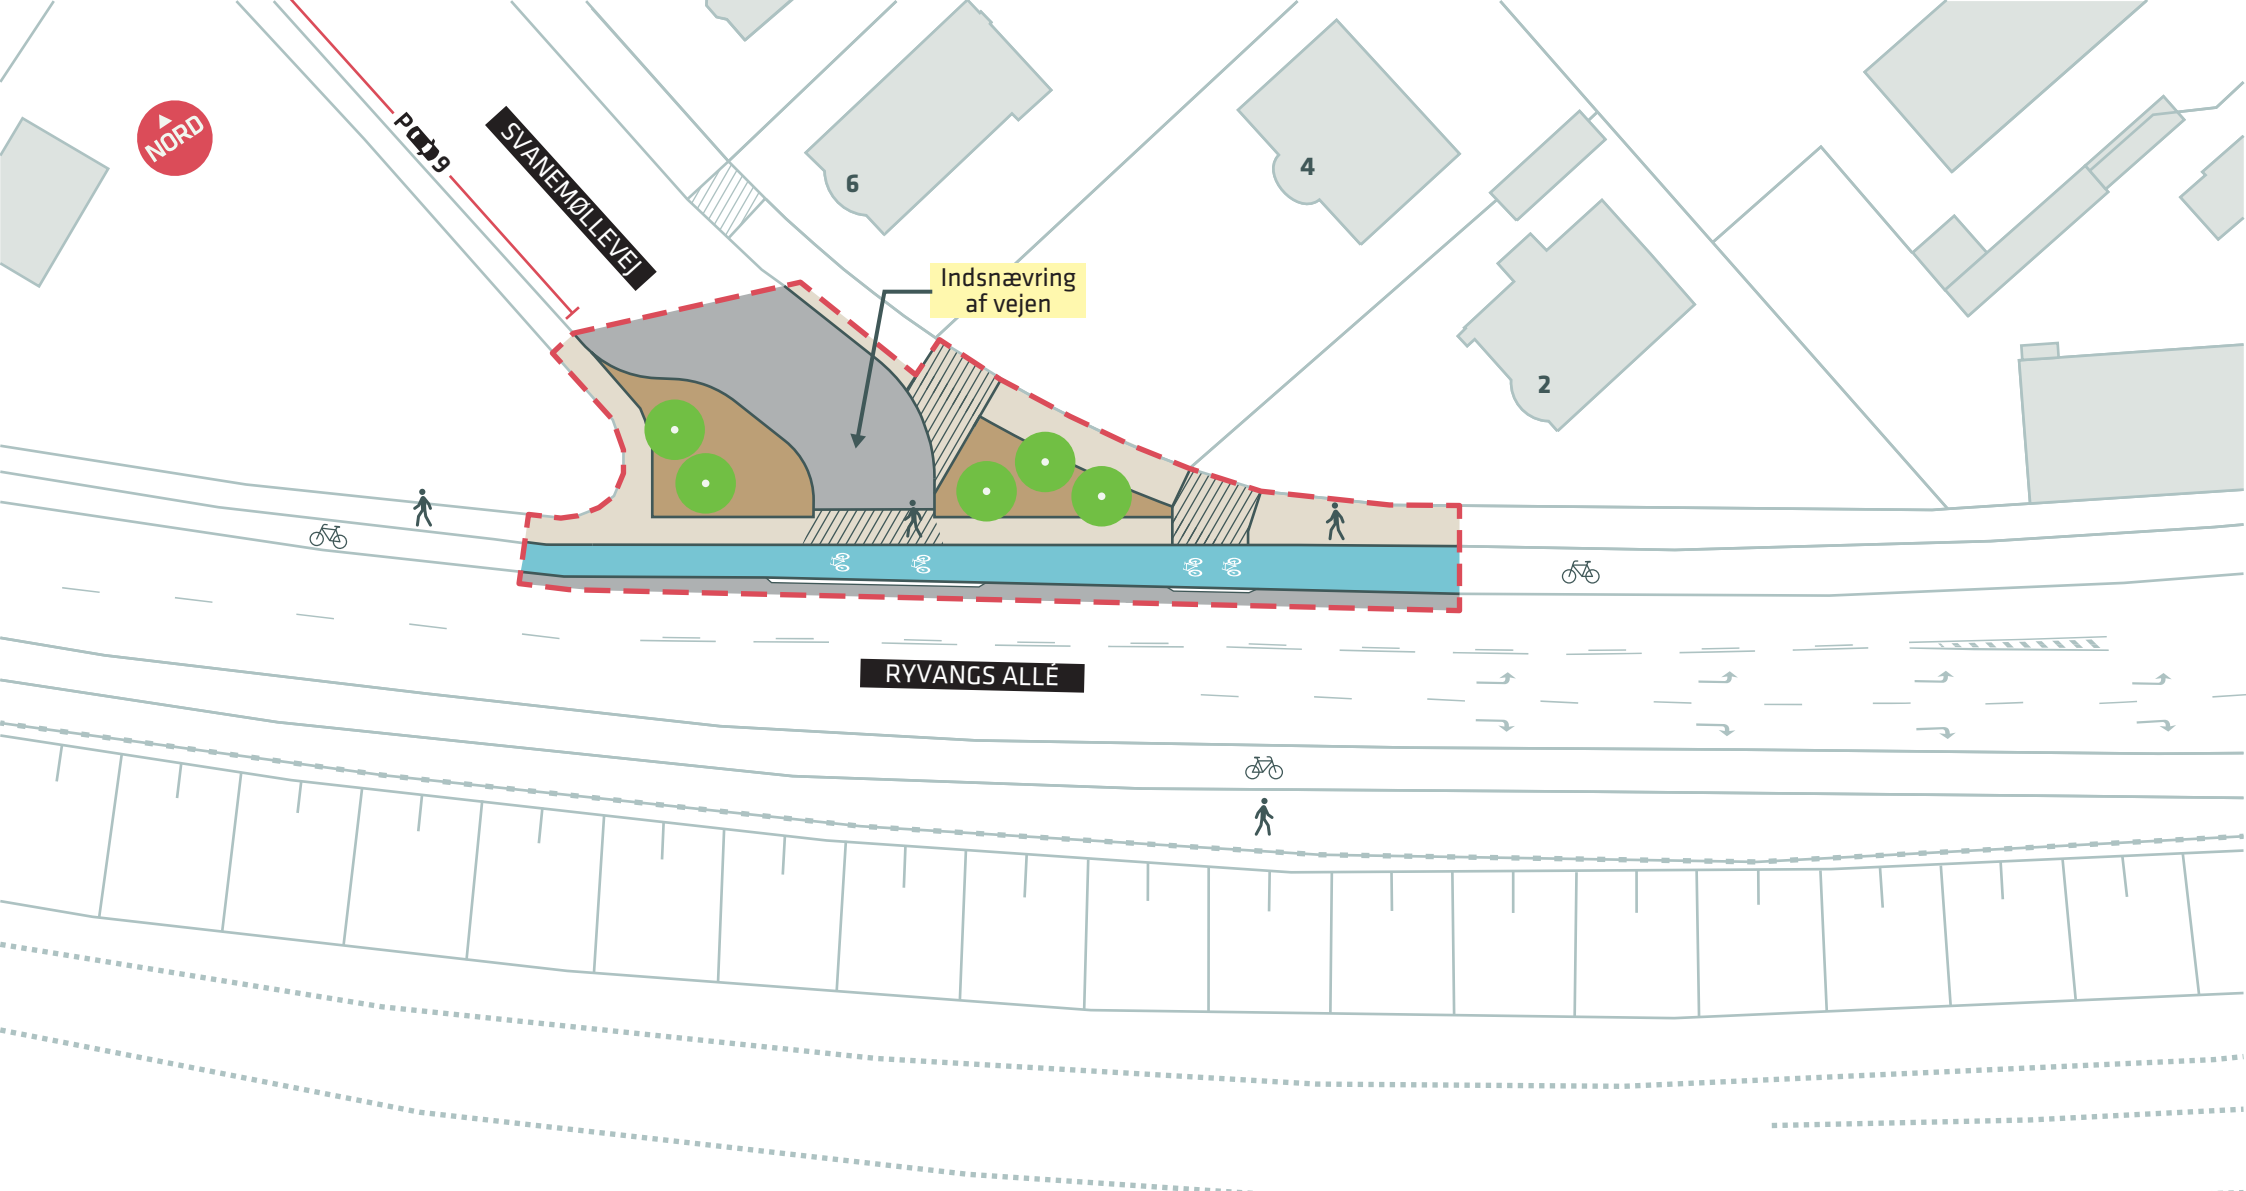 NORD
SVANEMØLLEVEJ
6
4
Indsnævring
af vejen
2
RYVANGS ALLÉ